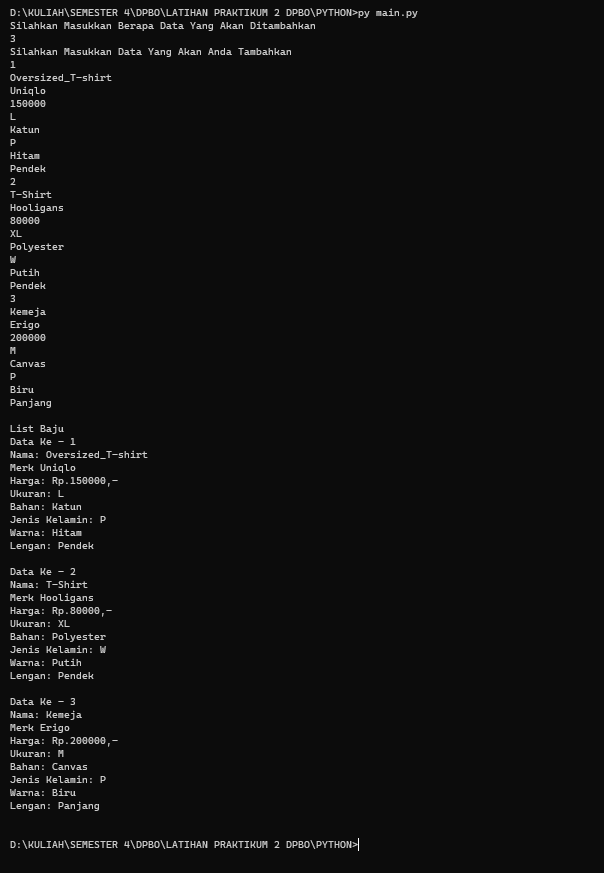 D:\KULIAH\SEMESTER 4\DPBO\LATIHAN PRAKTIKUM 2 DPBO\PYTHON>py main.py
Silahkan Masukkan Berapa Data Yang Akan Ditambahkan
3
Silahkan Masukkan Data Yang Akan Anda Tambahkan
1
Oversized_T-shirt
Uniqlo
150000
L
Katun
P
Hitam
Pendek
2
T-Shirt
Hooligans
80000
XL
Polyester
W
Putih
Pendek
3
Kemeja
Erigo
200000
M
Canvas
P
Biru
Panjang
List Baju
Data Ke - 1
Nama: Oversized_T-shirt
Merk Uniqlo
Harga: Rp.150000,-
Ukuran: L
Bahan: Katun
Jenis Kelamin: P
Warna: Hitam
Lengan: Pendek
Data Ke - 2
Nama: T-Shirt
Merk Hooligans
Harga: Rp.80000,-
Ukuran: XL
Bahan: Polyester
Jenis Kelamin: W
Warna: Putih
Lengan: Pendek
Data Ke - 3
Nama: Kemeja
Merk Erigo
Harga: Rp.200000,-
Ukuran: M
Bahan: Canvas
Jenis Kelamin: P
Warna: Biru
Lengan: Panjang
D:\KULIAH\SEMESTER 4\DPBO\LATIHAN PRAKTIKUM 2 DPBO\PYTHON>